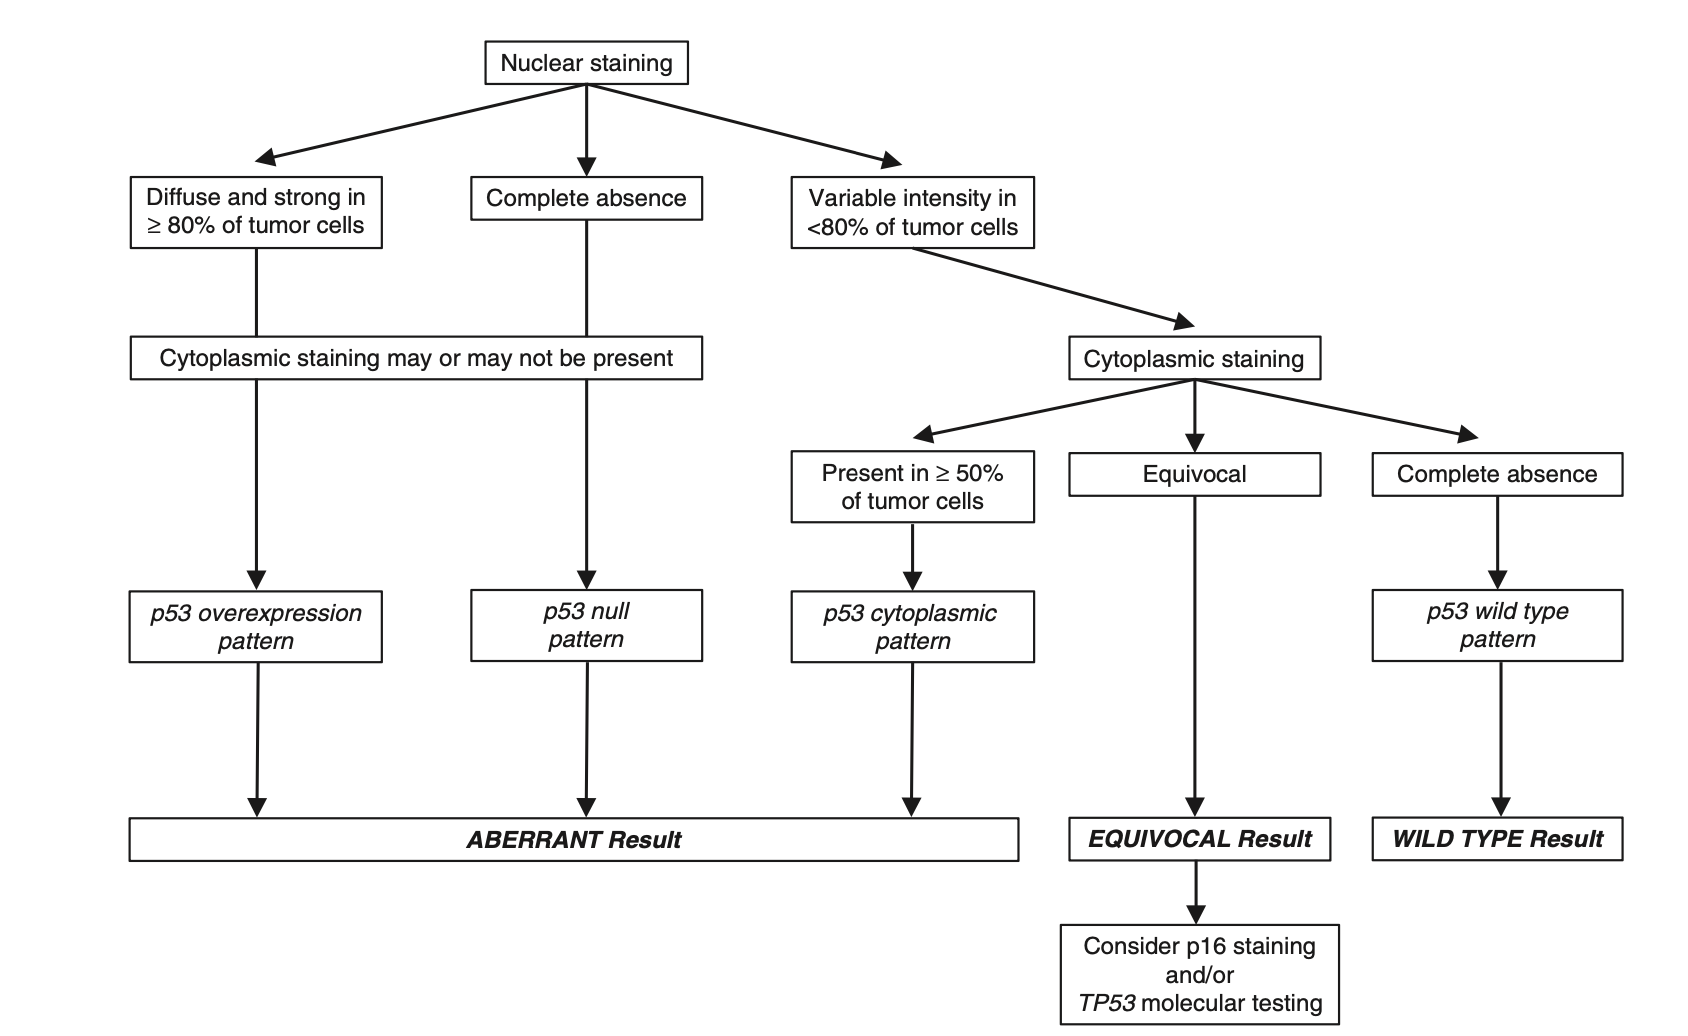 Nuclear staining
Diffuse and strong in
≥ 80% of tumor cells
Complete absence
Variable intensity in
<80% of tumor cells
Cytoplasmic staining may or may not be present
Cytoplasmic staining
Present in ≥ 50%
of tumor cells
Equivocal
Complete absence
p53 overexpression
pattern
p53 null
pattern
p53 cytoplasmic
pattern
p53 wild type
pattern
ABERRANT Result
EQUIVOCAL Result
WILD TYPE Result
Consider p16 staining
and/or
TP53 molecular testing